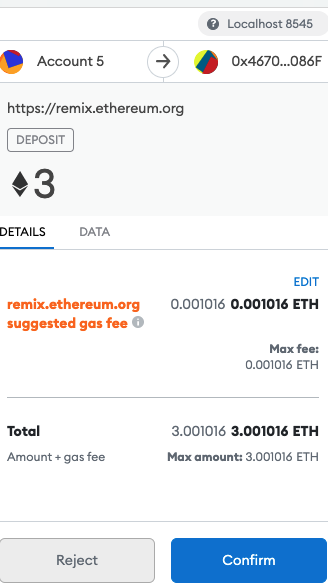 Localhost 8545
Account 5
0x4670...086F
https://remix.ethereum.org
DEPOSIT
3
DETAILS DATA
EDIT
remix.ethereum.org 0.001016 0.001016 ETH
suggested gas fee
Max fee:
0.001016 ETH
Total 3.001016 3.001016 ETH
Amount + gas fee Max amount: 3.001016 ETH
Reject Confirm